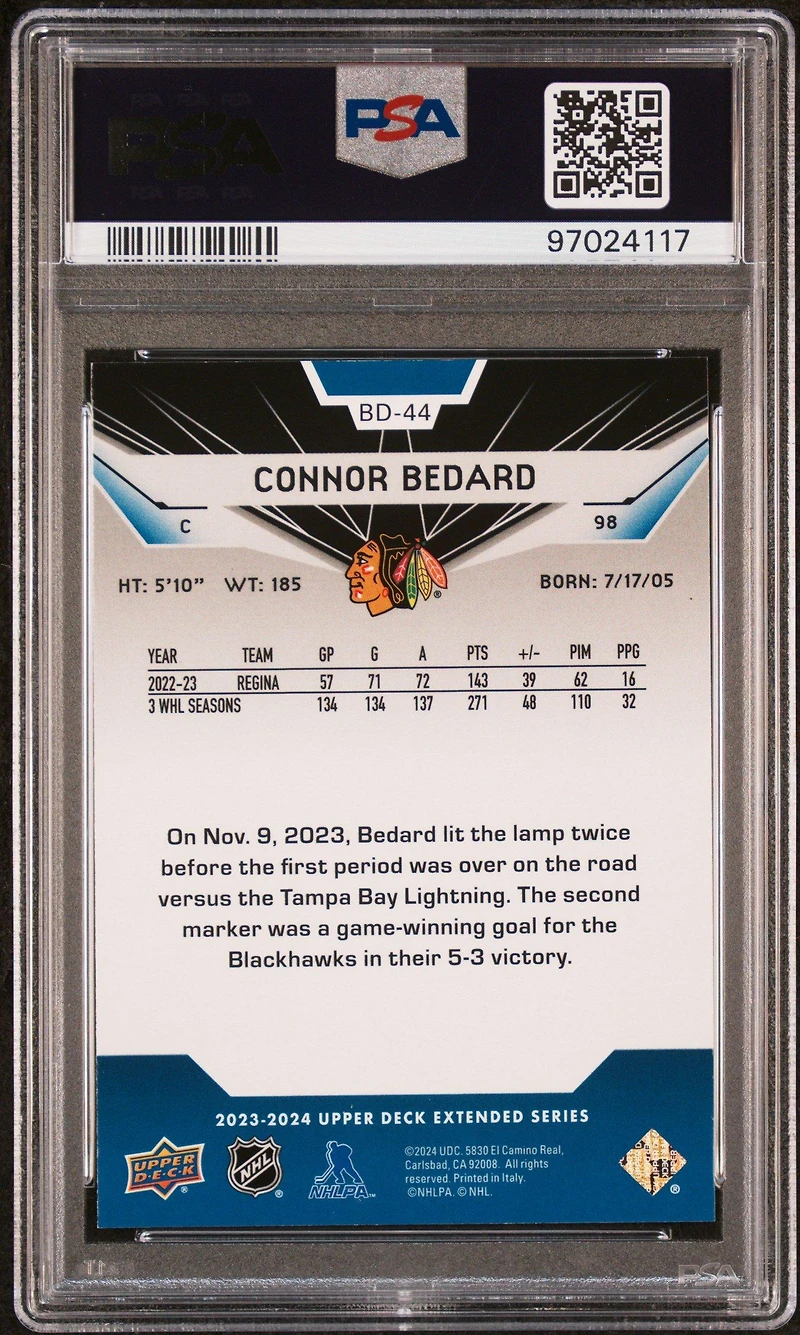 PSA
PSA
97024117
BD-44
CONNOR BEDARD
C
98
HT: 5'10" WT: 185
BORN: 7/17/05
YEAR TEAM GP G A PTS +/- PIM PPG
2022-23 REGINA 57 71 72 143 39 62 16
3 WHL SEASONS 134 134 137 271 48 110 32
On Nov. 9, 2023, Bedard lit the lamp twice
before the first period was over on the road
versus the Tampa Bay Lightning. The second
marker was a game-winning goal for the
Blackhawks in their 5-3 victory.
2023-2024 UPPER DECK EXTENDED SERIES
UPPER
D·E·C·K
NHL
NHLPA™
©2024 UDC. 5830 El Camino Real,
Carlsbad, CA 92008. All rights
reserved. Printed in Italy.
©NHLPA. © NHL.
PSA